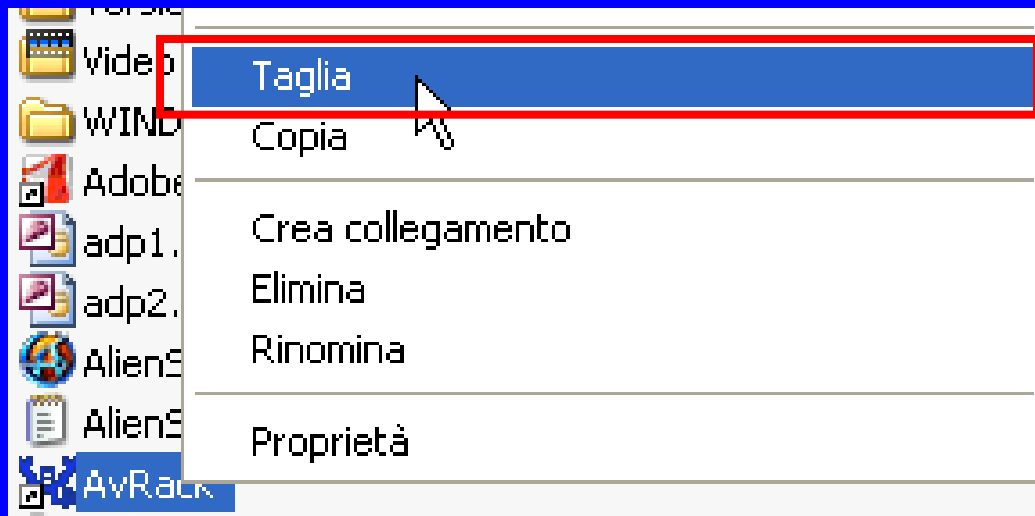 Video
Taglia
WIND
Copia
Adobe
Crea collegamento
adp1.
Elimina
adp2.
Rinomina
AlienS
AlienS
Proprietà
AvRack